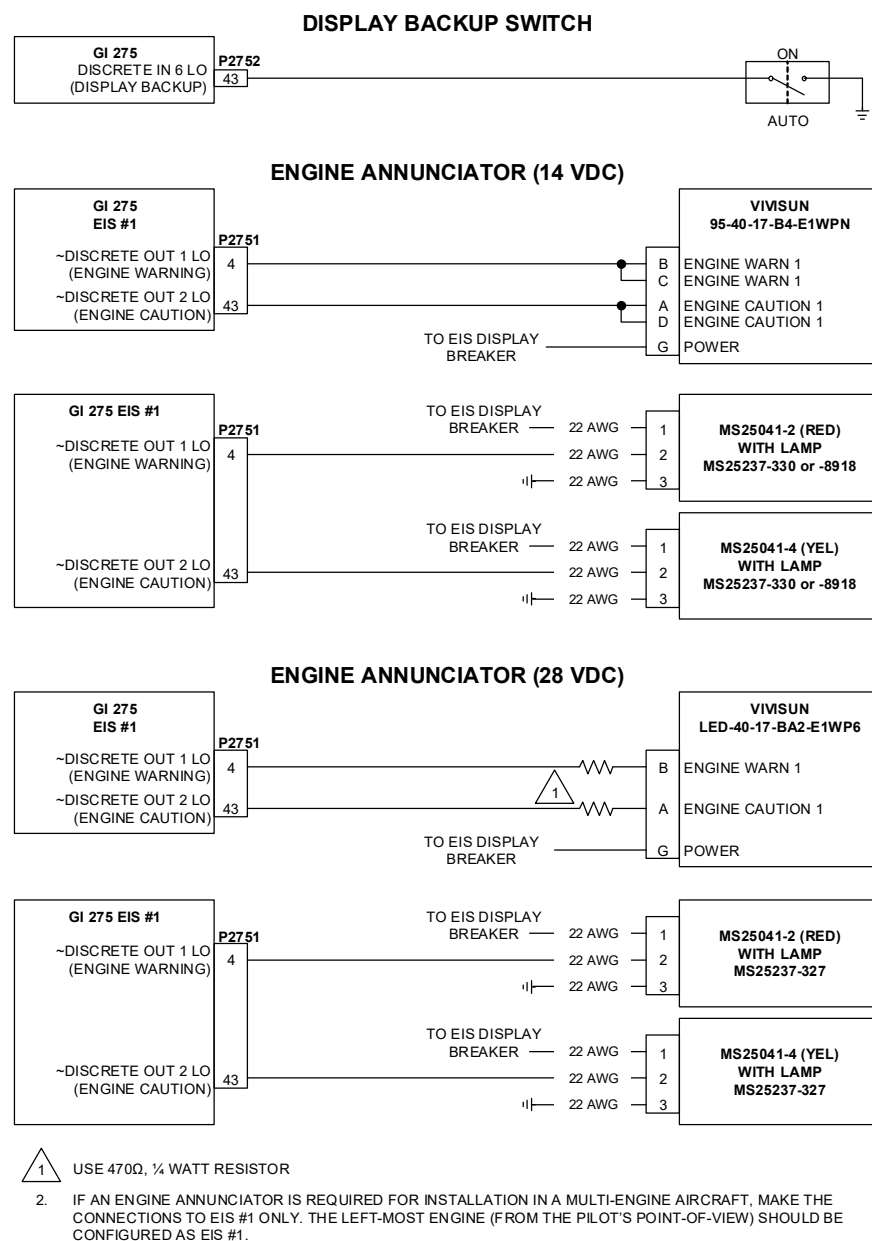 DISPLAY BACKUP SWITCH
GI 275
DISCRETE IN 6 LO
(DISPLAY BACKUP)
P2752
43
ON
AUTO
ENGINE ANNUNCIATOR (14 VDC)
GI 275
EIS #1
~DISCRETE OUT 1 LO
(ENGINE WARNING)
~DISCRETE OUT 2 LO
(ENGINE CAUTION)
P2751
4
43
TO EIS DISPLAY
BREAKER
VIVISUN
95-40-17-B4-E1WPN
B ENGINE WARN 1
C ENGINE WARN 1
A ENGINE CAUTION 1
D ENGINE CAUTION 1
G POWER
GI 275 EIS #1
~DISCRETE OUT 1 LO
(ENGINE WARNING)
~DISCRETE OUT 2 LO
(ENGINE CAUTION)
P2751
4
43
TO EIS DISPLAY
BREAKER
22 AWG 1
22 AWG 2
22 AWG 3
MS25041-2 (RED)
WITH LAMP
MS25237-330 or -8918
TO EIS DISPLAY
BREAKER
22 AWG 1
22 AWG 2
22 AWG 3
MS25041-4 (YEL)
WITH LAMP
MS25237-330 or -8918
ENGINE ANNUNCIATOR (28 VDC)
GI 275
EIS #1
~DISCRETE OUT 1 LO
(ENGINE WARNING)
~DISCRETE OUT 2 LO
(ENGINE CAUTION)
P2751
4
43
1
TO EIS DISPLAY
BREAKER
VIVISUN
LED-40-17-BA2-E1WP6
B ENGINE WARN 1
A ENGINE CAUTION 1
G POWER
GI 275 EIS #1
~DISCRETE OUT 1 LO
(ENGINE WARNING)
~DISCRETE OUT 2 LO
(ENGINE CAUTION)
P2751
4
43
TO EIS DISPLAY
BREAKER
22 AWG 1
22 AWG 2
22 AWG 3
MS25041-2 (RED)
WITH LAMP
MS25237-327
TO EIS DISPLAY
BREAKER
22 AWG 1
22 AWG 2
22 AWG 3
MS25041-4 (YEL)
WITH LAMP
MS25237-327
1 USE 470Ω, ¼ WATT RESISTOR
2. IF AN ENGINE ANNUNCIATOR IS REQUIRED FOR INSTALLATION IN A MULTI-ENGINE AIRCRAFT, MAKE THE
CONNECTIONS TO EIS #1 ONLY. THE LEFT-MOST ENGINE (FROM THE PILOT'S POINT-OF-VIEW) SHOULD BE
CONFIGURED AS EIS #1.